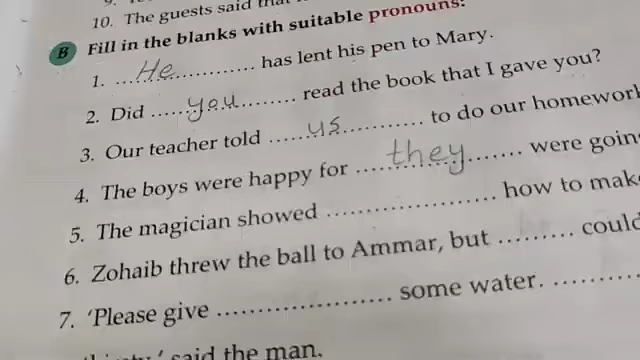 10. The guests said that
B Fill in the blanks with suitable pronouns:
1. ....He.............. has lent his pen to Mary.
2. Did .....you......... read the book that I gave you?
3. Our teacher told ......us............ to do our homework
4. The boys were happy for ....they....... were going
5. The magician showed ...................... how to make
6. Zohaib threw the ball to Ammar, but ......... could
7. 'Please give ....................... some water. ............
said the man.